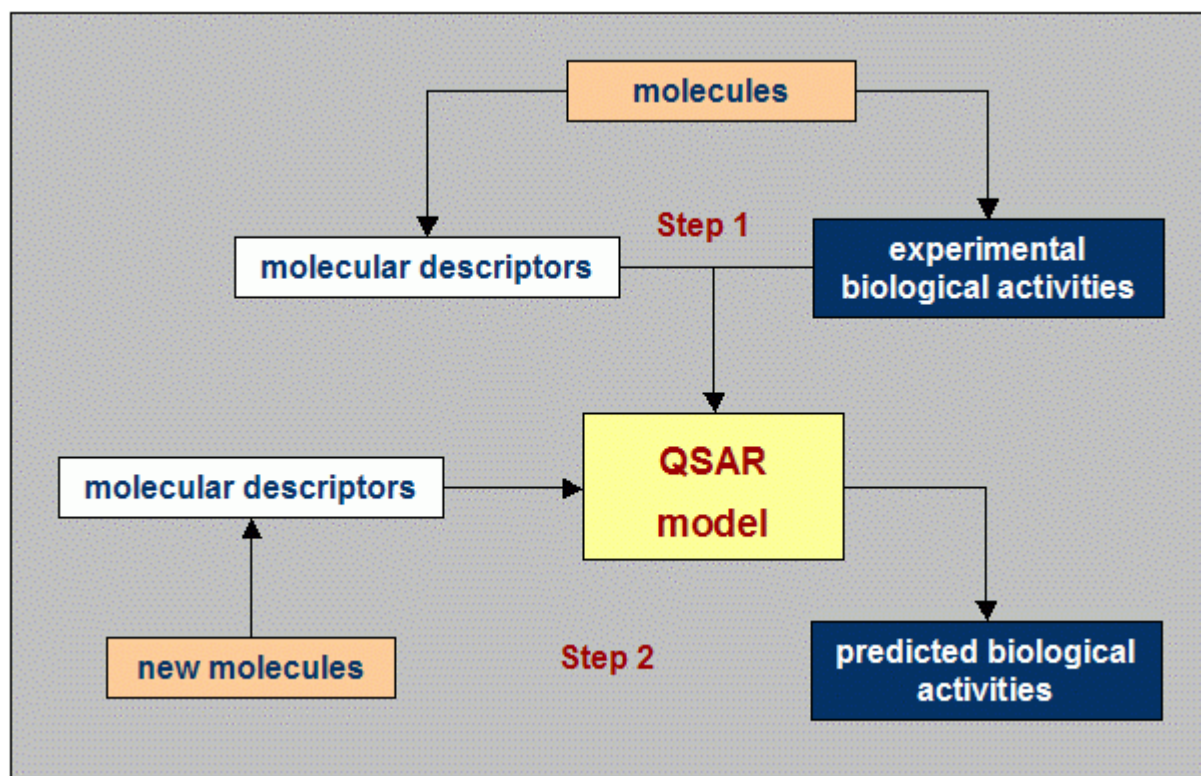 molecules
Step 1
molecular descriptors
experimental
biological activities
QSAR
model
molecular descriptors
new molecules
Step 2
predicted biological
activities